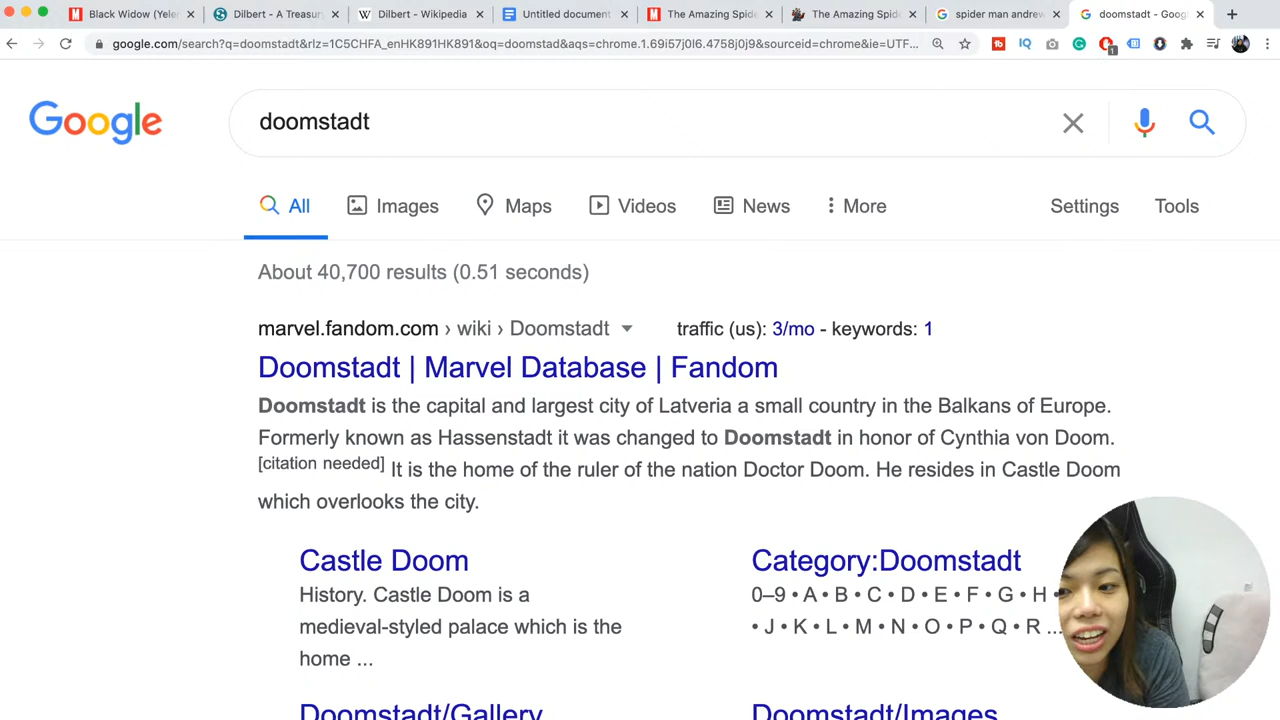 Black Widow (Yele
Dilbert - A Treasur
Dilbert - Wikipedia
Untitled document
The Amazing Spid
The Amazing Spid
spider man andrew
doomstadt - Goog
google.com/search?q=doomstadt&rlz=1C5CHFA_enHK891HK891&oq=doomstad&aqs=chrome.1.69i57j0l6.4758j0j9&sourceid=chrome&ie=UTF...
Google
doomstadt
All Images Maps Videos News More Settings Tools
About 40,700 results (0.51 seconds)
marvel.fandom.com › wiki › Doomstadt traffic (us): 3/mo - keywords: 1
Doomstadt | Marvel Database | Fandom
Doomstadt is the capital and largest city of Latveria a small country in the Balkans of Europe.
Formerly known as Hassenstadt it was changed to Doomstadt in honor of Cynthia von Doom.
[citation needed] It is the home of the ruler of the nation Doctor Doom. He resides in Castle Doom
which overlooks the city.
Castle Doom
History. Castle Doom is a
medieval-styled palace which is the
home ...
Category:Doomstadt
0–9 • A • B • C • D • E • F • G • H •
• J • K • L • M • N • O • P • Q • R ...
Doomstadt/Gallery
Doomstadt/Images